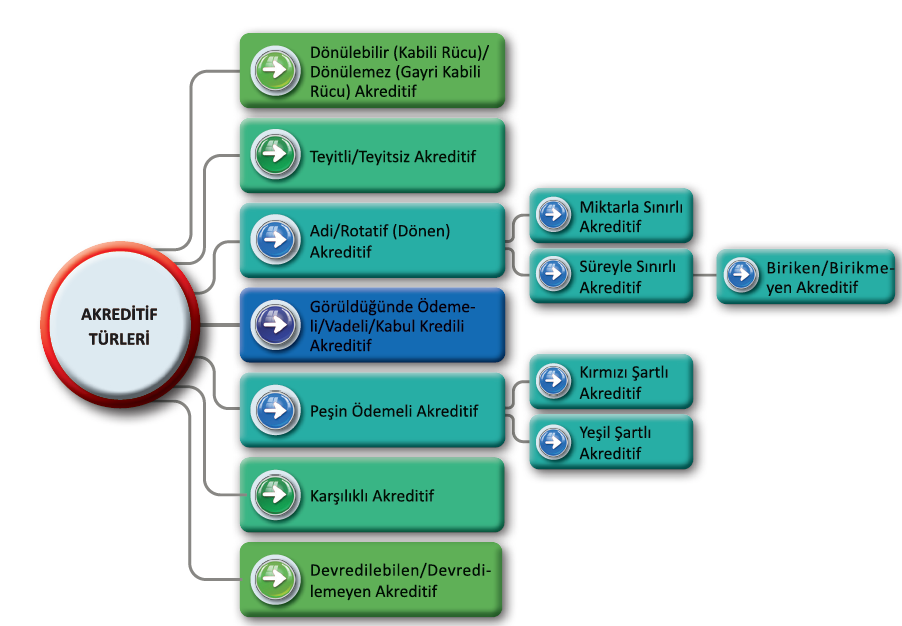 AKREDİTİF
TÜRLERİ
Dönülebilir (Kabili Rücu)/
Dönülemez (Gayri Kabili
Rücu) Akreditif
Teyitli/Teyitsiz Akreditif
Adi/Rotatif (Dönen)
Akreditif
Miktarla Sınırlı
Akreditif
Süreyle Sınırlı
Akreditif
Biriken/Birikme-
yen Akreditif
Görüldüğünde Ödeme-
li/Vadeli/Kabul Kredili
Akreditif
Peşin Ödemeli Akreditif
Kırmızı Şartlı
Akreditif
Yeşil Şartlı
Akreditif
Karşılıklı Akreditif
Devredilebilen/Devredi-
lemeyen Akreditif